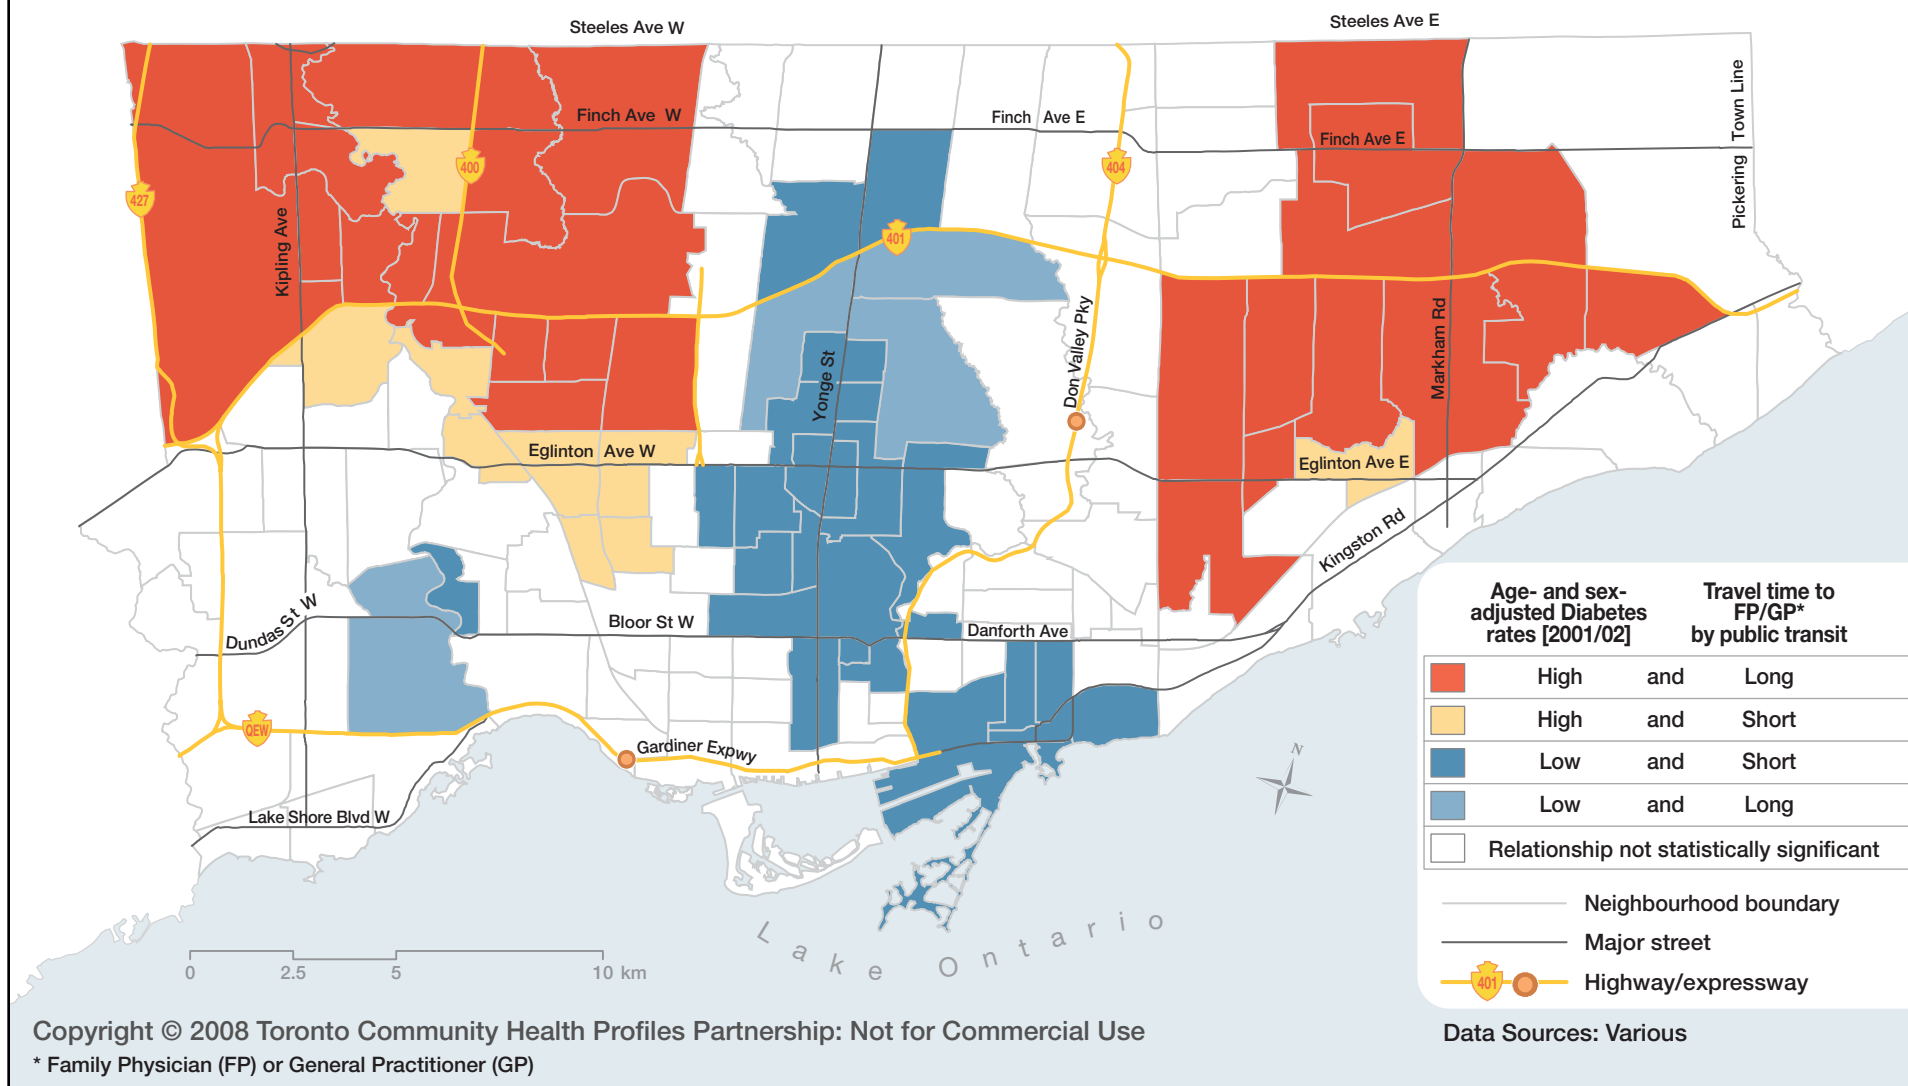 Steeles Ave W
Steeles Ave E
Finch Ave W
Finch Ave E
Finch Ave E
Pickering Town Line
427
400
404
401
Kipling Ave
Yonge St
Don Valley Pky
Markham Rd
Eglinton Ave W
Eglinton Ave E
Kingston Rd
Dundas St W
Bloor St W
Danforth Ave
QEW
Gardiner Expwy
Lake Shore Blvd W
N
Lake Ontario
0 2.5 5 10 km
Age- and sex-
adjusted Diabetes
rates [2001/02]
Travel time to
FP/GP*
by public transit
High and Long
High and Short
Low and Short
Low and Long
Relationship not statistically significant
Neighbourhood boundary
Major street
401 Highway/expressway
Copyright © 2008 Toronto Community Health Profiles Partnership: Not for Commercial Use
Data Sources: Various
* Family Physician (FP) or General Practitioner (GP)